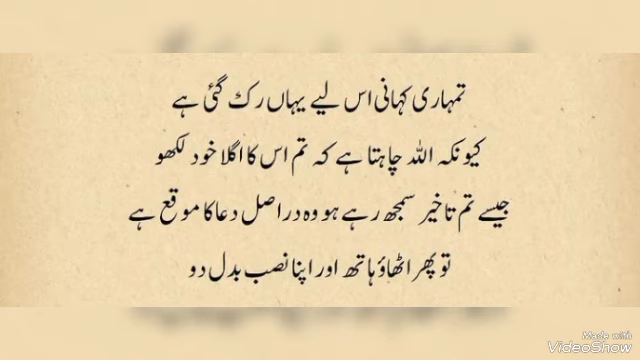 تمہاری کہانی اس لیے یہاں رک گئی ہے
کیونکہ اللہ چاہتا ہے کہ تم اس کا اگلا خود لکھو
جیسے تم تاخیر سمجھ رہے ہو وہ دراصل دعا کا موقع ہے
تو پھر اٹھاؤ ہاتھ اور اپنا نصب بدل دو
Made with
VideoShow